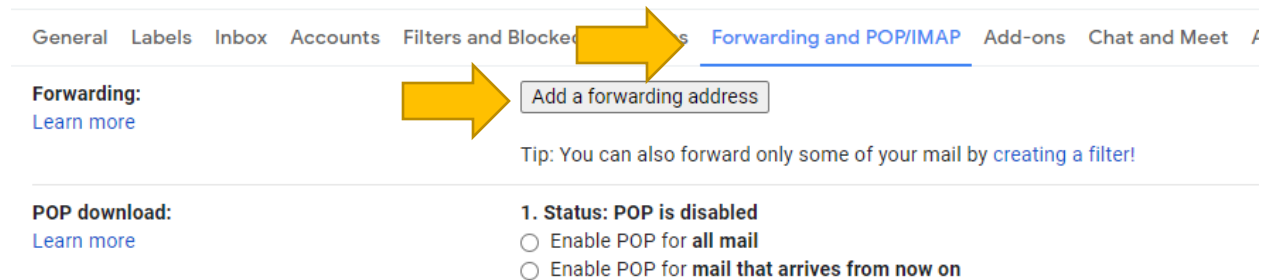 General Labels Inbox Accounts Filters and Blocked s Forwarding and POP/IMAP Add-ons Chat and Meet A
Forwarding:
Add a forwarding address
Learn more
Tip: You can also forward only some of your mail by creating a filter!
POP download:
1. Status: POP is disabled
Learn more
Enable POP for all mail
Enable POP for mail that arrives from now on